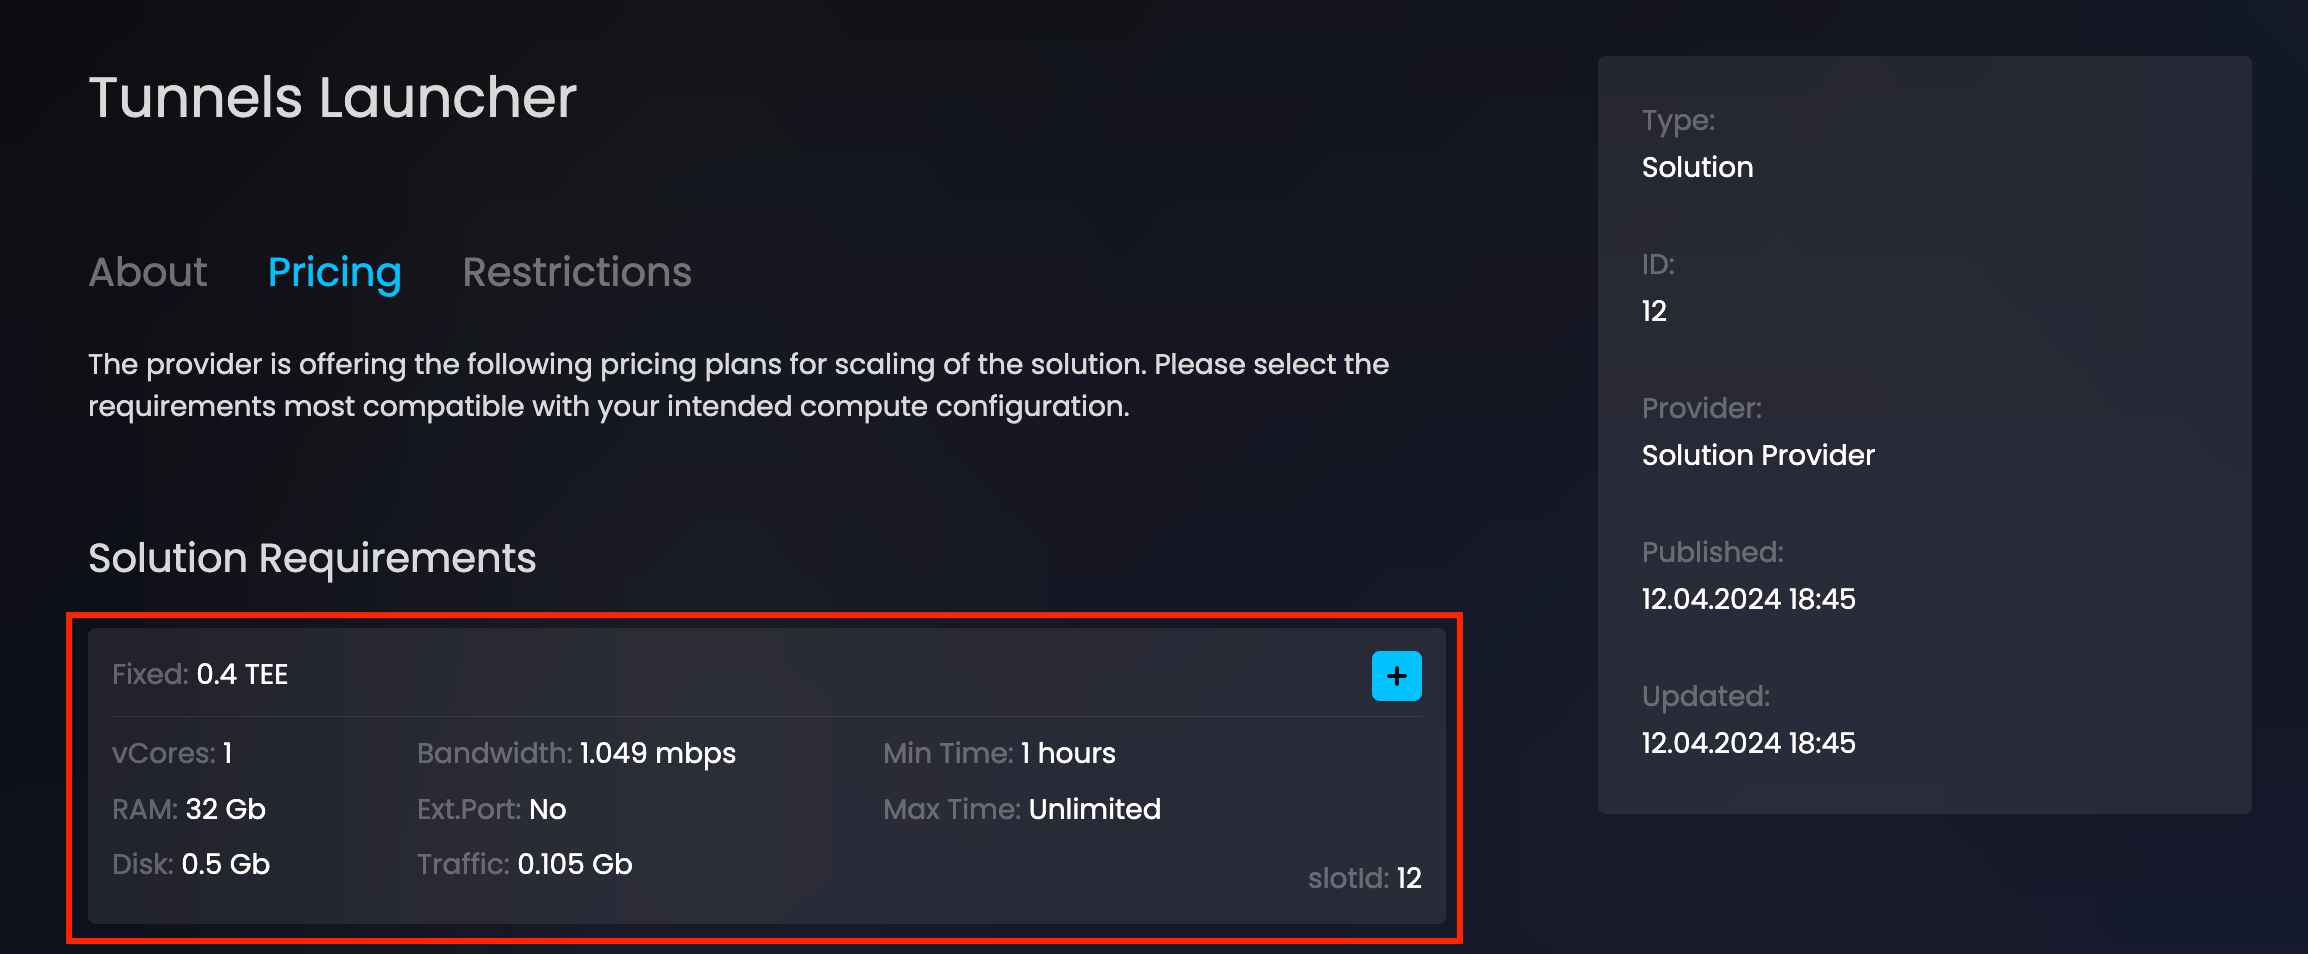 Tunnels Launcher
About Pricing Restrictions
The provider is offering the following pricing plans for scaling of the solution. Please select the
requirements most compatible with your intended compute configuration.
Solution Requirements
Fixed: 0.4 TEE
+
vCores: 1
Bandwidth: 1.049 mbps
Min Time: 1 hours
RAM: 32 Gb
Ext.Port: No
Max Time: Unlimited
Disk: 0.5 Gb
Traffic: 0.105 Gb
slotId: 12
Type:
Solution
ID:
12
Provider:
Solution Provider
Published:
12.04.2024 18:45
Updated:
12.04.2024 18:45